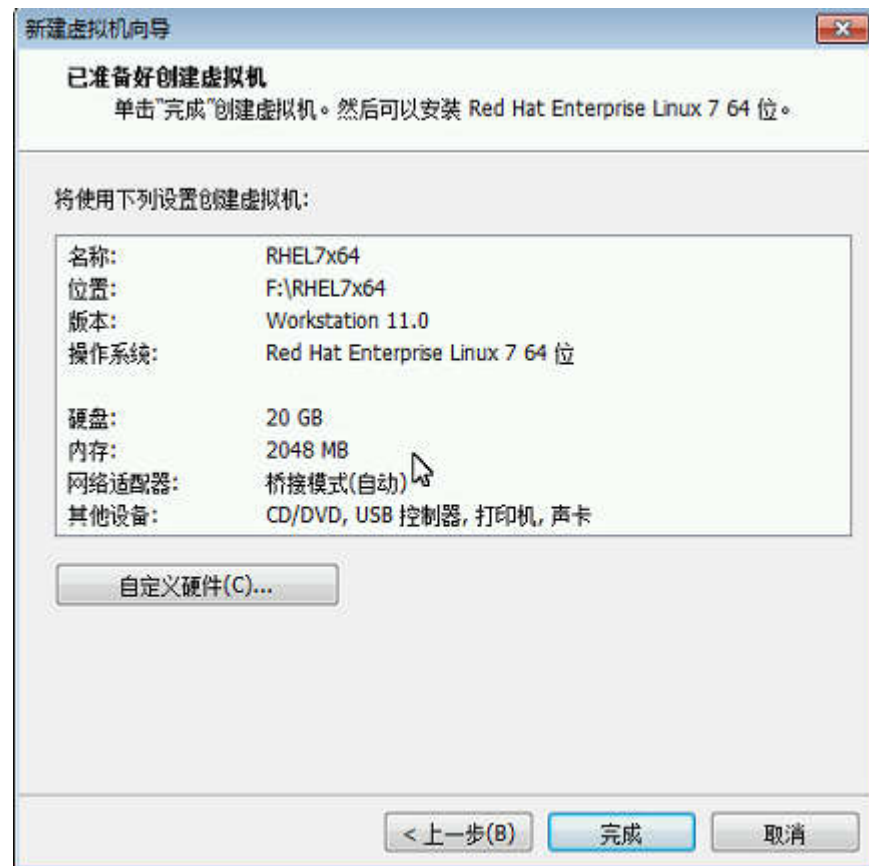 新建虚拟机向导
已准备好创建虚拟机
单击"完成"创建虚拟机。然后可以安装 Red Hat Enterprise Linux 7 64 位。
将使用下列设置创建虚拟机：
名称： RHEL7x64
位置： F:\RHEL7x64
版本： Workstation 11.0
操作系统： Red Hat Enterprise Linux 7 64 位
硬盘： 20 GB
内存： 2048 MB
网络适配器： 桥接模式(自动)
其他设备： CD/DVD, USB 控制器, 打印机, 声卡
自定义硬件(C)...
< 上一步(B) 完成 取消